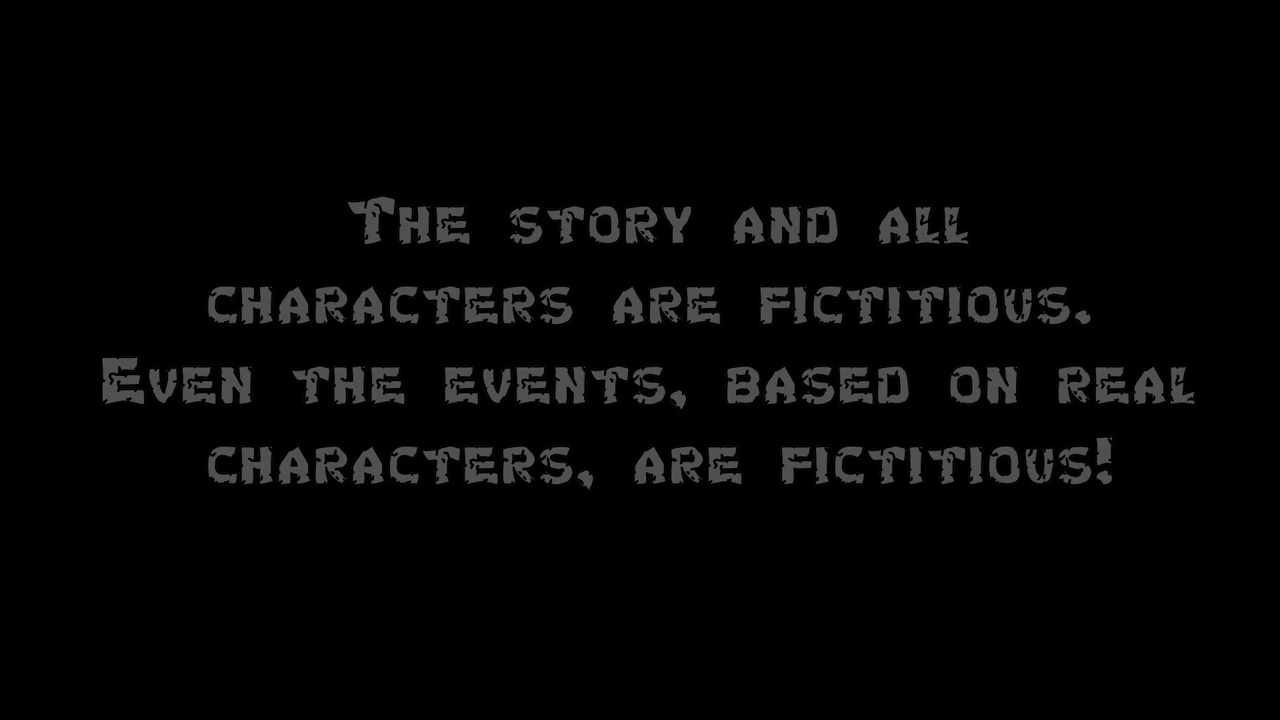 The story and all
characters are fictitious.
Even the events, based on real
characters, are fictitious!